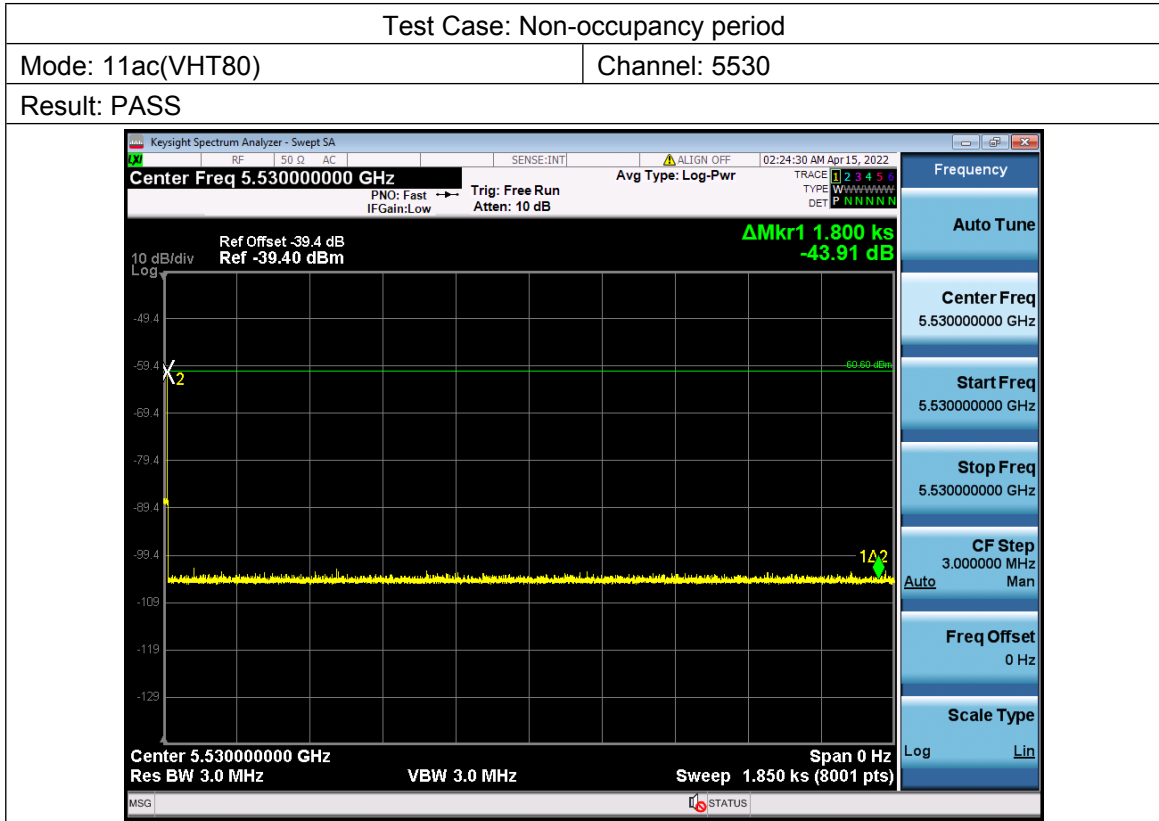 Test Case: Non-occupancy period
Mode: 11ac(VHT80) Channel: 5530
Result: PASS
Keysight Spectrum Analyzer - Swept SA
LXI RF 50 Ω AC SENSE:INT ALIGN OFF 02:24:30 AM Apr 15, 2022
Center Freq 5.530000000 GHz Avg Type: Log-Pwr TRACE 1 2 3 4 5 6
PNO: Fast Trig: Free Run TYPE WWWWWW
IFGain:Low Atten: 10 dB DET P N N N N N
ΔMkr1 1.800 ks
-43.91 dB
Ref Offset -39.4 dB
10 dB/div Ref -39.40 dBm
Log
-49.4
-59.4
-69.4
-79.4
-89.4
-99.4
-109
-119
-129
X2
-60.60 dBm
1Δ2
Center 5.530000000 GHz Span 0 Hz
Res BW 3.0 MHz VBW 3.0 MHz Sweep 1.850 ks (8001 pts)
MSG STATUS
Frequency
Auto Tune
Center Freq
5.530000000 GHz
Start Freq
5.530000000 GHz
Stop Freq
5.530000000 GHz
CF Step
3.000000 MHz
Auto Man
Freq Offset
0 Hz
Scale Type
Log Lin